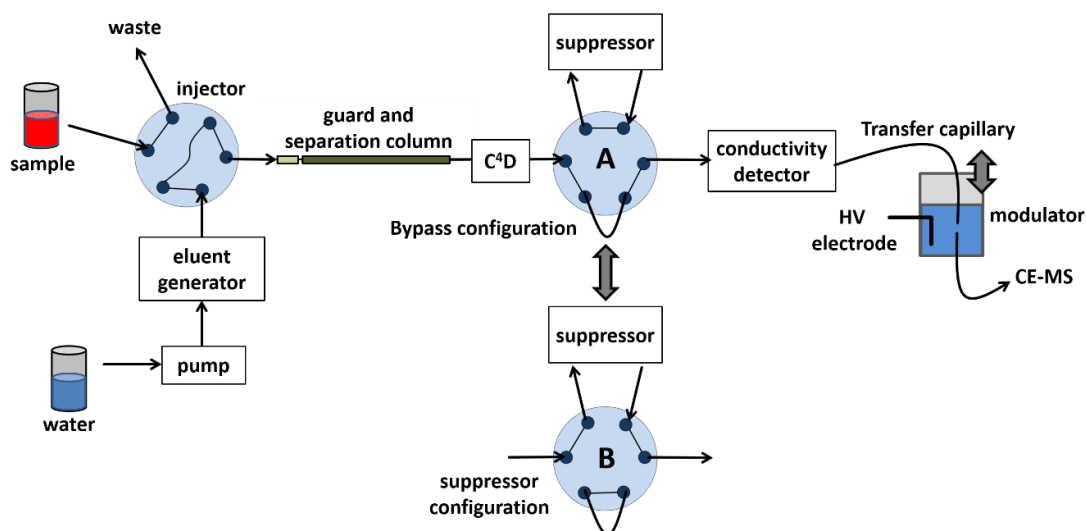 waste
suppressor
injector
sample
guard and
separation column
C⁴D
A
conductivity
detector
Transfer capillary
Bypass configuration
HV
electrode
modulator
eluent
generator
CE-MS
suppressor
pump
water
B
suppressor
configuration